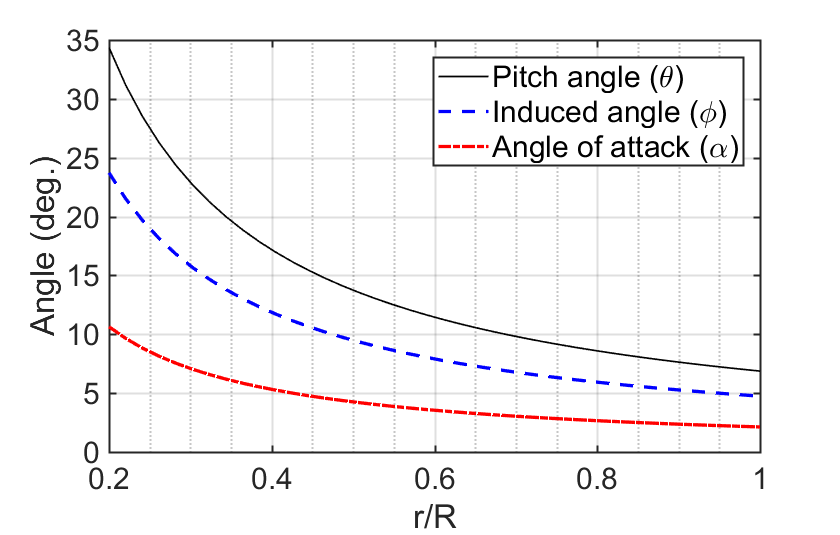 35
30
25
20
15
10
5
0
Angle (deg.)
Pitch angle (θ)
Induced angle (ϕ)
Angle of attack (α)
0.2 0.4 0.6 0.8 1
r/R